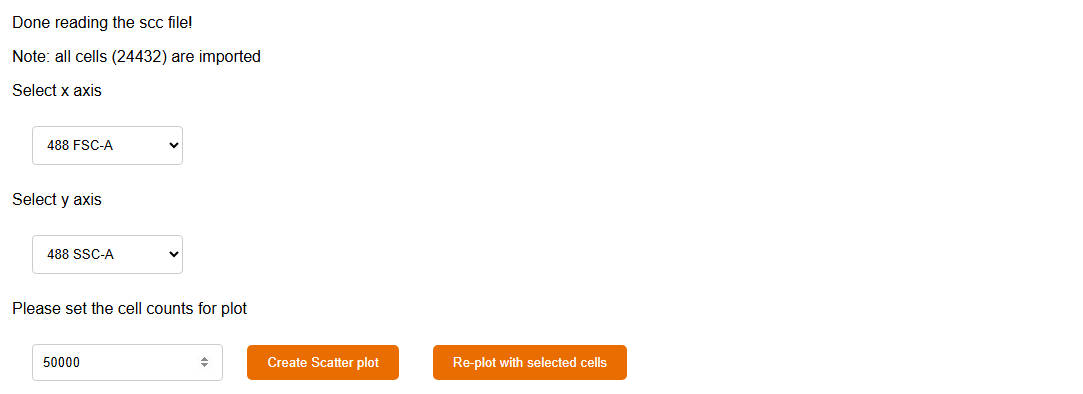 Done reading the scc file!
Note: all cells (24432) are imported
Select x axis
488 FSC-A
Select y axis
488 SSC-A
Please set the cell counts for plot
50000 Create Scatter plot Re-plot with selected cells